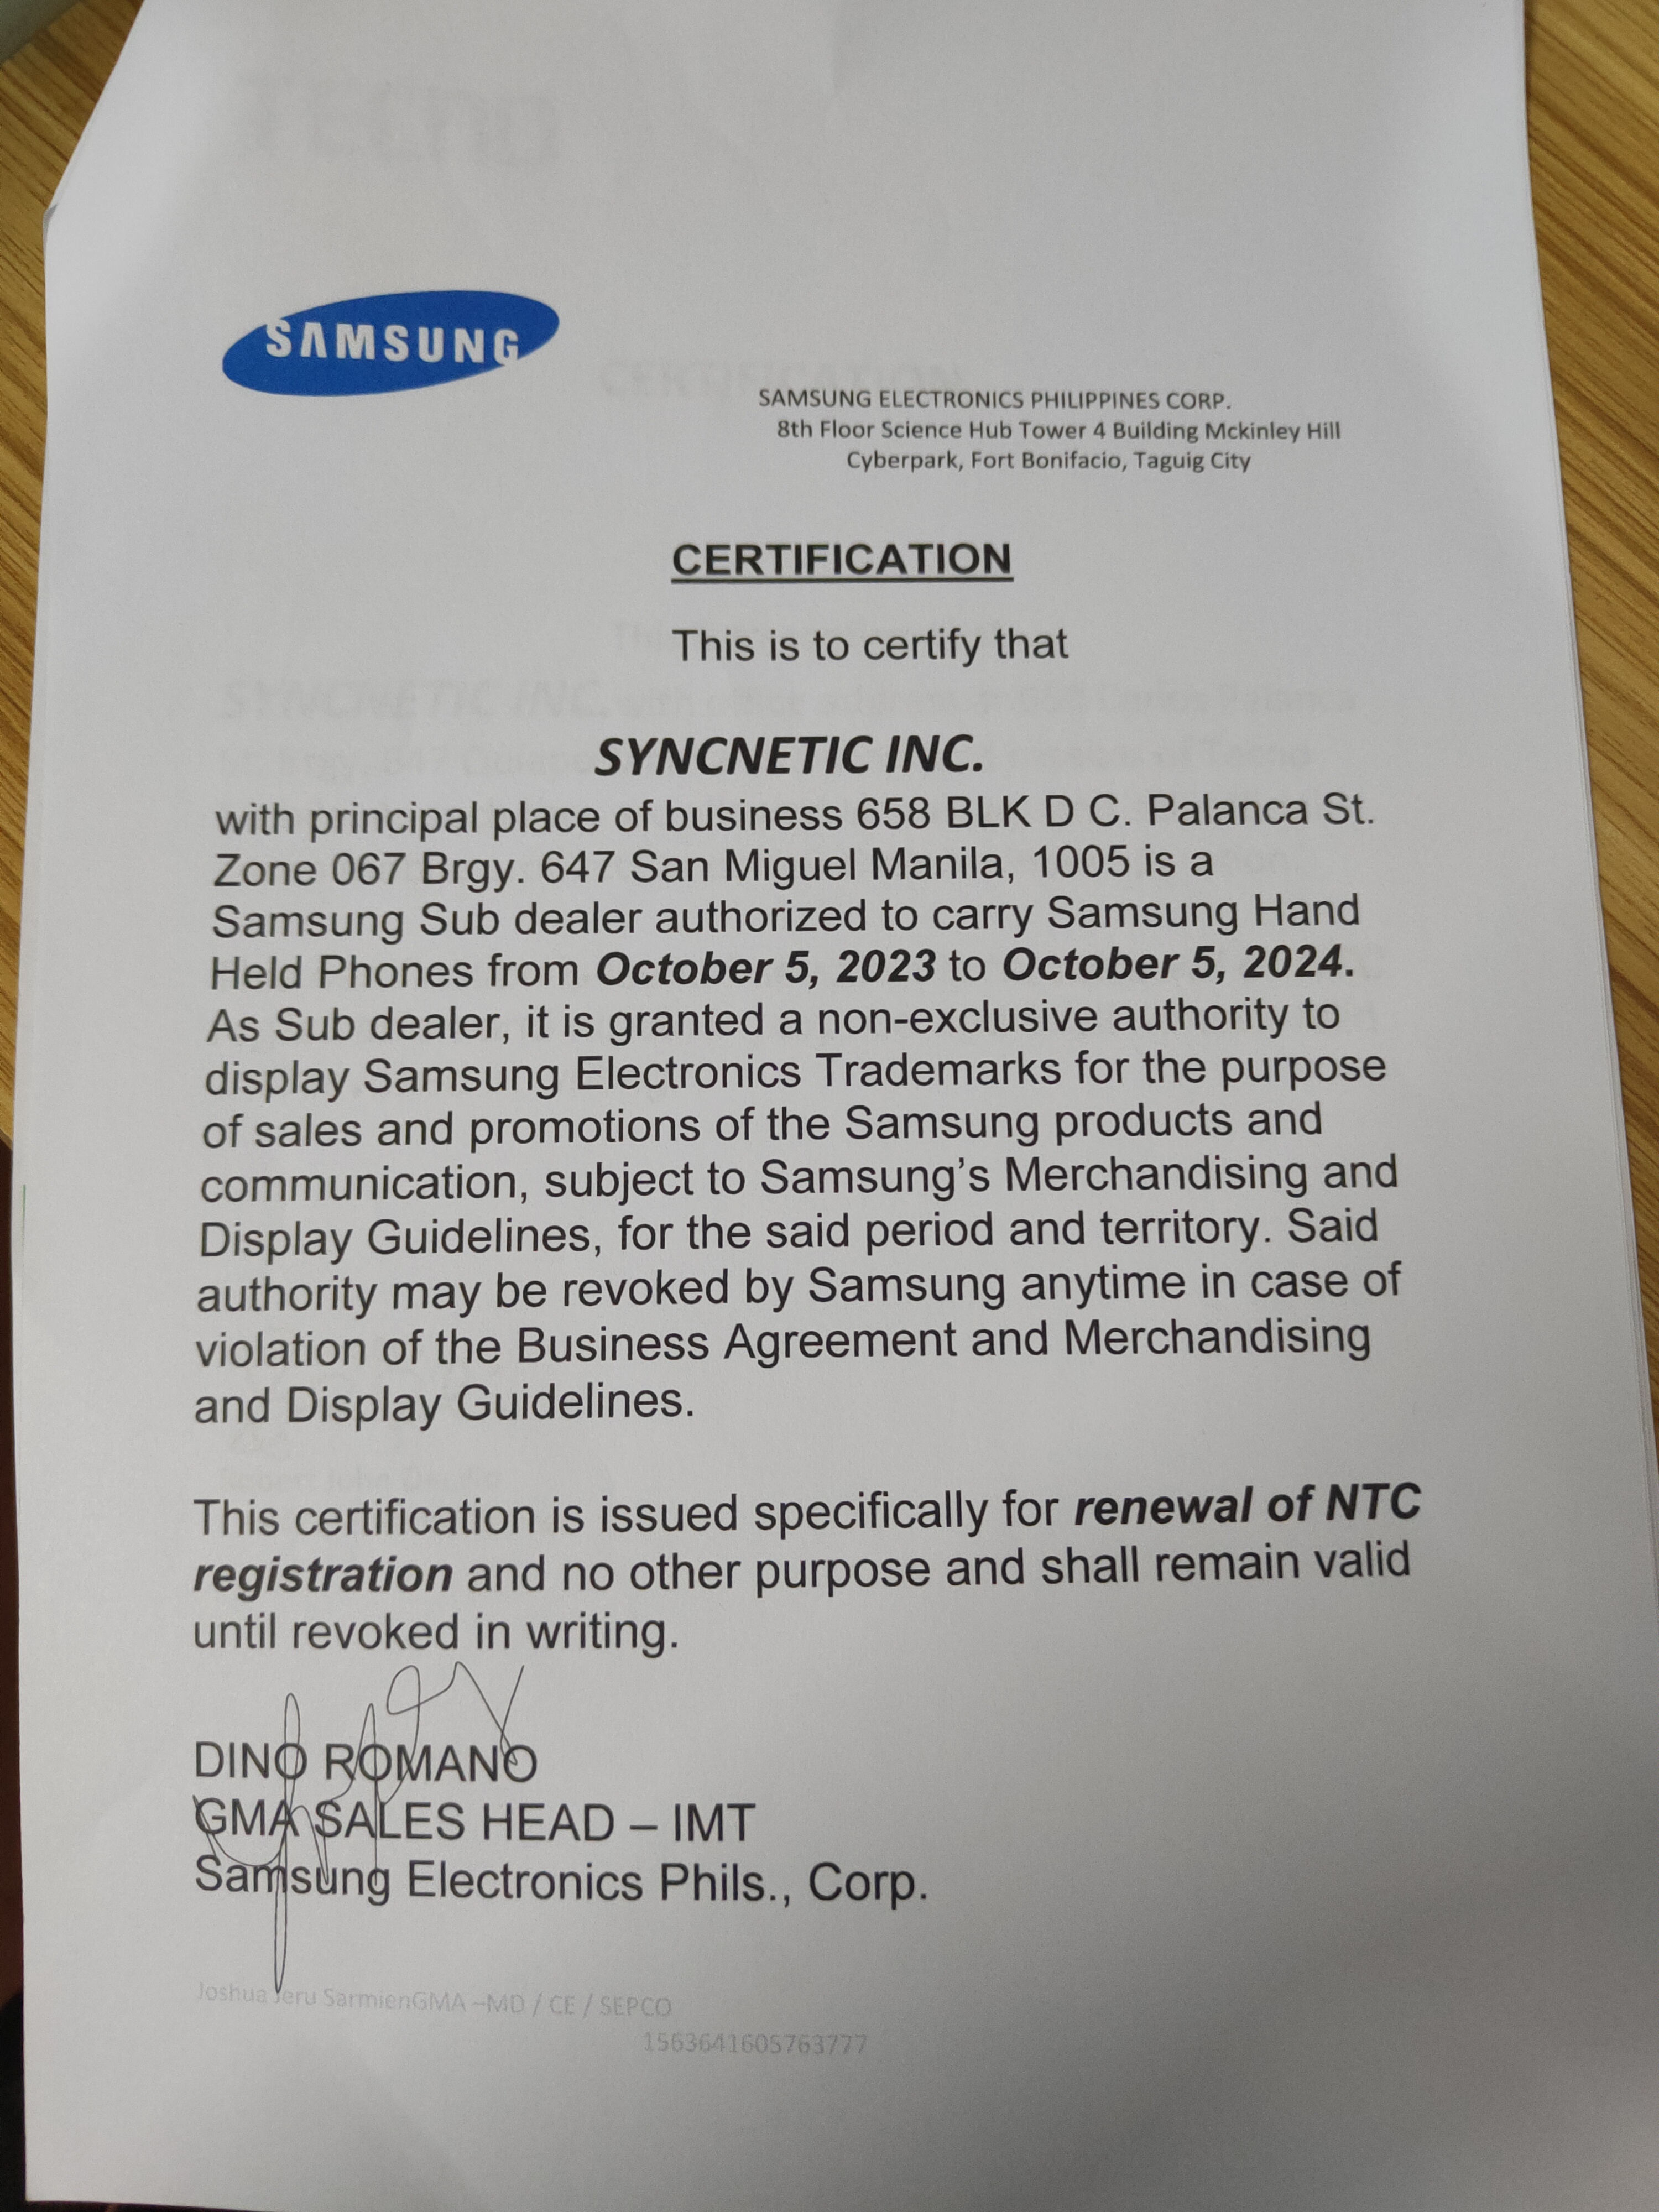 SAMSUNG
SAMSUNG ELECTRONICS PHILIPPINES CORP.
8th Floor Science Hub Tower 4 Building Mckinley Hill
Cyberpark, Fort Bonifacio, Taguig City
CERTIFICATION
This is to certify that
SYNCNETIC INC.
with principal place of business 658 BLK D C. Palanca St.
Zone 067 Brgy. 647 San Miguel Manila, 1005 is a
Samsung Sub dealer authorized to carry Samsung Hand
Held Phones from October 5, 2023 to October 5, 2024.
As Sub dealer, it is granted a non-exclusive authority to
display Samsung Electronics Trademarks for the purpose
of sales and promotions of the Samsung products and
communication, subject to Samsung’s Merchandising and
Display Guidelines, for the said period and territory. Said
authority may be revoked by Samsung anytime in case of
violation of the Business Agreement and Merchandising
and Display Guidelines.
This certification is issued specifically for renewal of NTC
registration and no other purpose and shall remain valid
until revoked in writing.
DINO ROMANO
GMA SALES HEAD – IMT
Samsung Electronics Phils., Corp.
Joshua Jeru SarmienGMA –MD / CE / SEPCO
1563641605763777